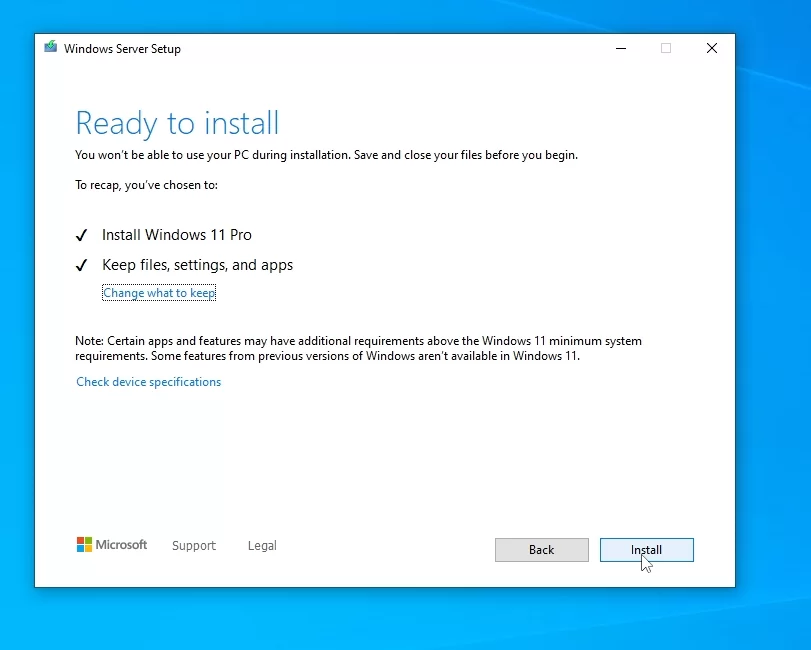 Windows Server Setup
Ready to install
You won't be able to use your PC during installation. Save and close your files before you begin.
To recap, you've chosen to:
Install Windows 11 Pro
Keep files, settings, and apps
Change what to keep
Note: Certain apps and features may have additional requirements above the Windows 11 minimum system
requirements. Some features from previous versions of Windows aren't available in Windows 11.
Check device specifications
Microsoft Support Legal Back Install